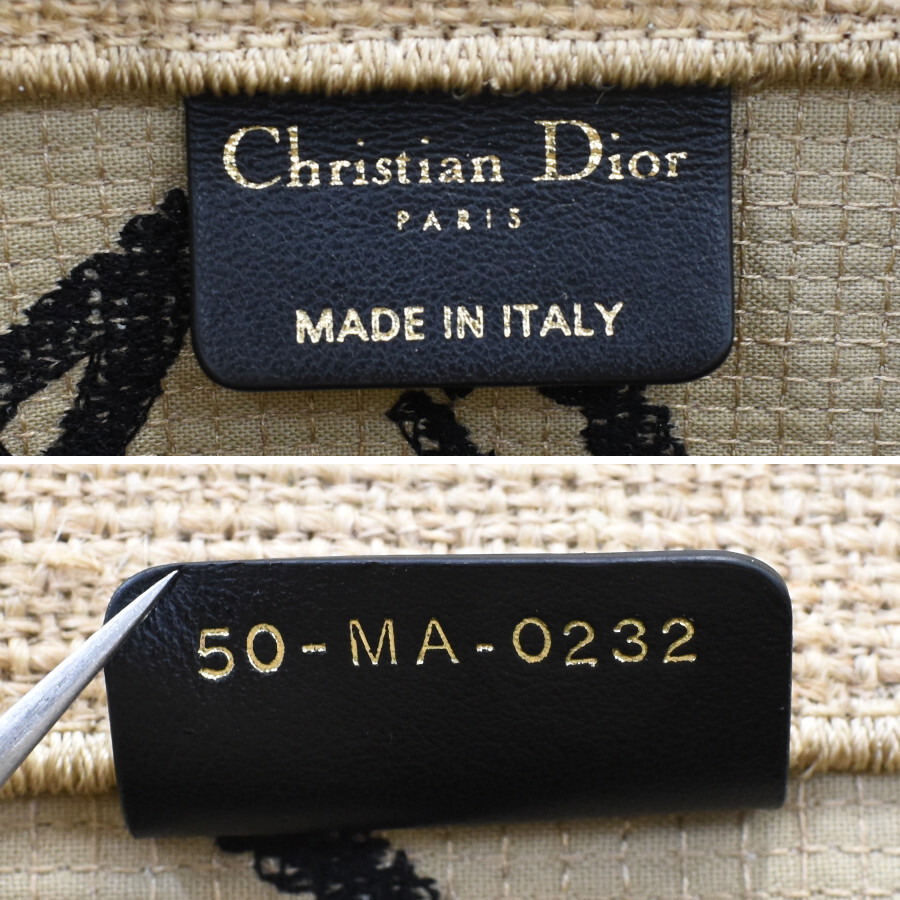 Christian Dior
PARIS
MADE IN ITALY
50-MA-0232